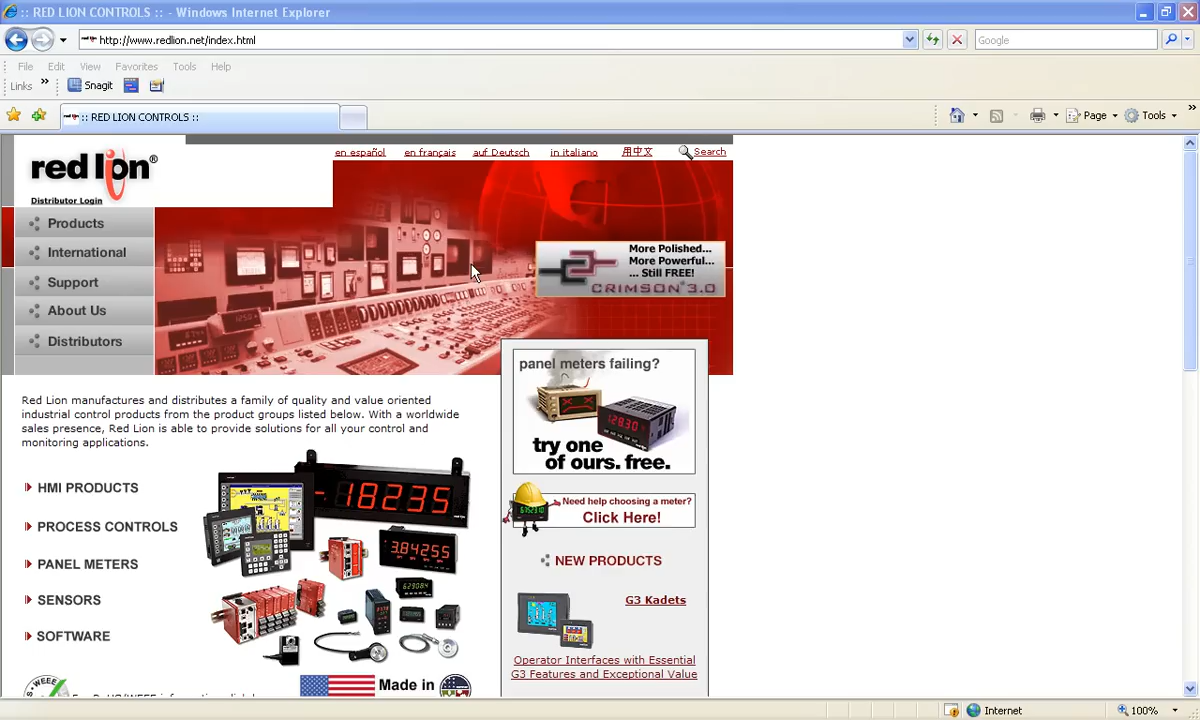 :: RED LION CONTROLS :: - Windows Internet Explorer
http://www.redlion.net/index.html
Google
File Edit View Favorites Tools Help
Links » Snagit
:: RED LION CONTROLS ::
Page Tools »
red lion®
Distributor Login
en español en français auf Deutsch in italiano 用中文 Search
Products
International
Support
About Us
Distributors
More Polished...
More Powerful...
... Still FREE!
CRIMSON® 3.0
Red Lion manufactures and distributes a family of quality and value oriented
industrial control products from the product groups listed below. With a worldwide
sales presence, Red Lion is able to provide solutions for all your control and
monitoring applications.
HMI PRODUCTS
PROCESS CONTROLS
PANEL METERS
SENSORS
SOFTWARE
-18235
3.84255
629084
Made in
panel meters failing?
128.30
try one
of ours. free.
Need help choosing a meter?
Click Here!
NEW PRODUCTS
G3 Kadets
Operator Interfaces with Essential
G3 Features and Exceptional Value
Internet 100%